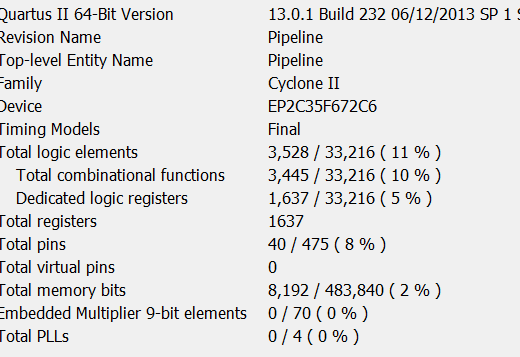 Quartus II 64-Bit Version 13.0.1 Build 232 06/12/2013 SP 1 S
Revision Name Pipeline
Top-level Entity Name Pipeline
Family Cyclone II
Device EP2C35F672C6
Timing Models Final
Total logic elements 3,528 / 33,216 ( 11 % )
Total combinational functions 3,445 / 33,216 ( 10 % )
Dedicated logic registers 1,637 / 33,216 ( 5 % )
Total registers 1637
Total pins 40 / 475 ( 8 % )
Total virtual pins 0
Total memory bits 8,192 / 483,840 ( 2 % )
Embedded Multiplier 9-bit elements 0 / 70 ( 0 % )
Total PLLs 0 / 4 ( 0 % )